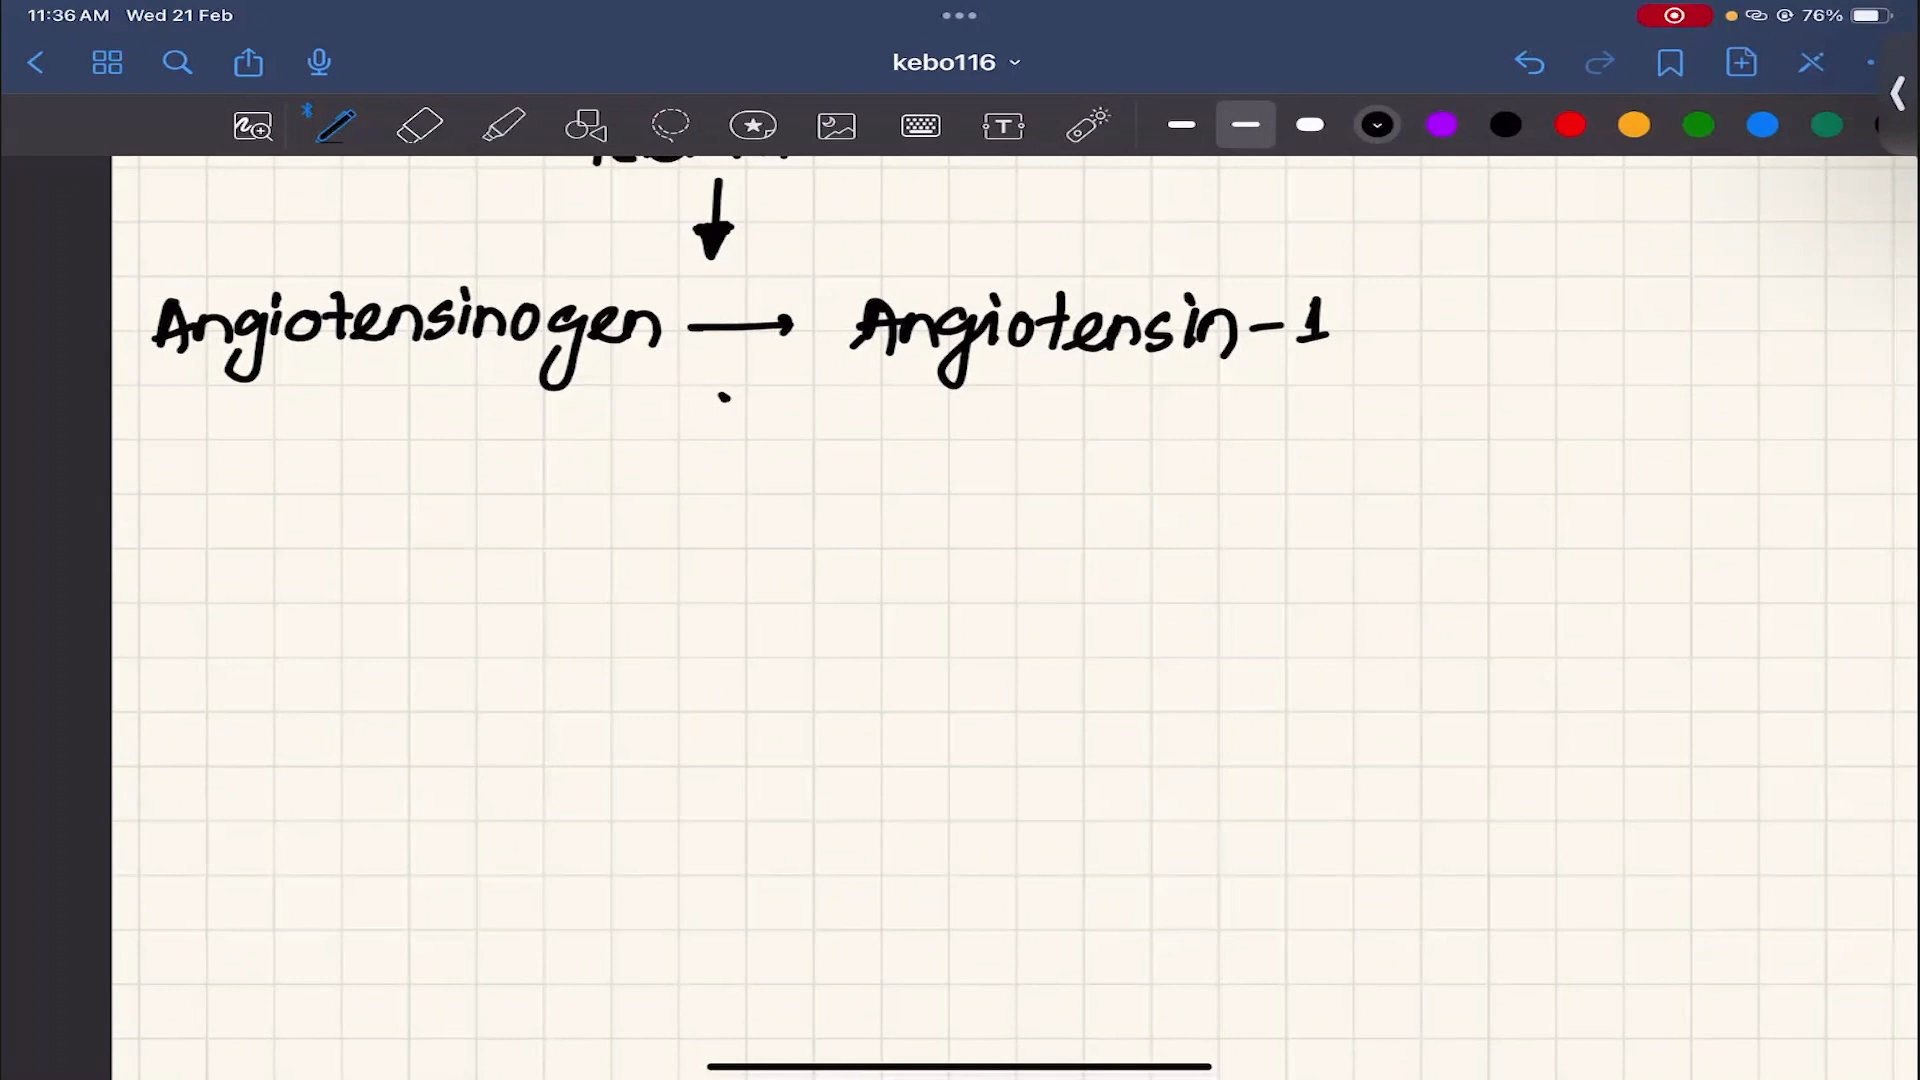 11:36 AM Wed 21 Feb
76%
kebo116
T
Angiotensinogen → Angiotensin-1